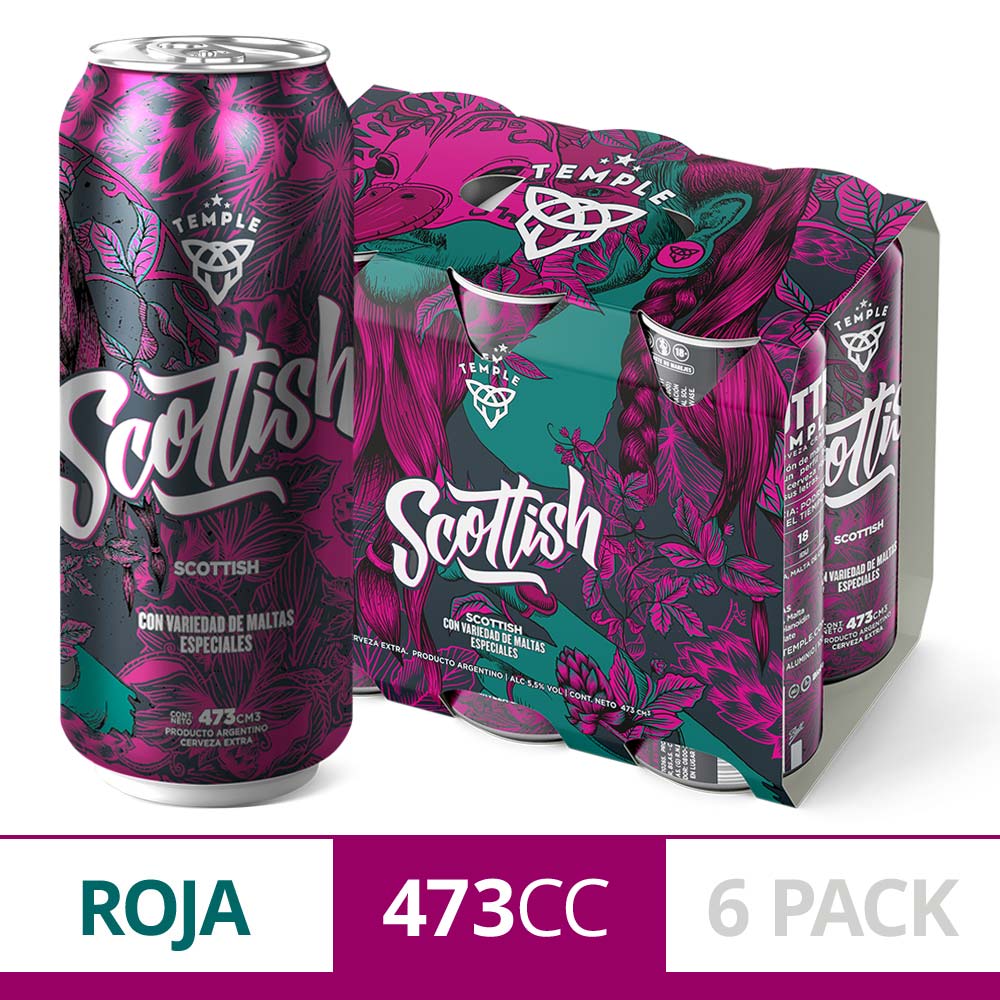 TEMPLE
Scottish
SCOTTISH
CON VARIEDAD DE MALTAS
ESPECIALES
CONT. NETO 473CM3
PRODUCTO ARGENTINO
CERVEZA EXTRA
TEMPLE
TEMPLE
Scottish
SCOTTISH
CON VARIEDAD DE MALTAS
ESPECIALES
CERVEZA EXTRA. PRODUCTO ARGENTINO | ALC 5,5% VOL | CONT. NETO 473 CM3
18+
18
IBU
TEMPLE
SCOTTISH
CON VARIEDAD DE MALTAS
ESPECIALES
CONT. NETO 473CM3
PRODUCTO ARGENTINO
CERVEZA EXTRA
ROJA
473CC
6 PACK